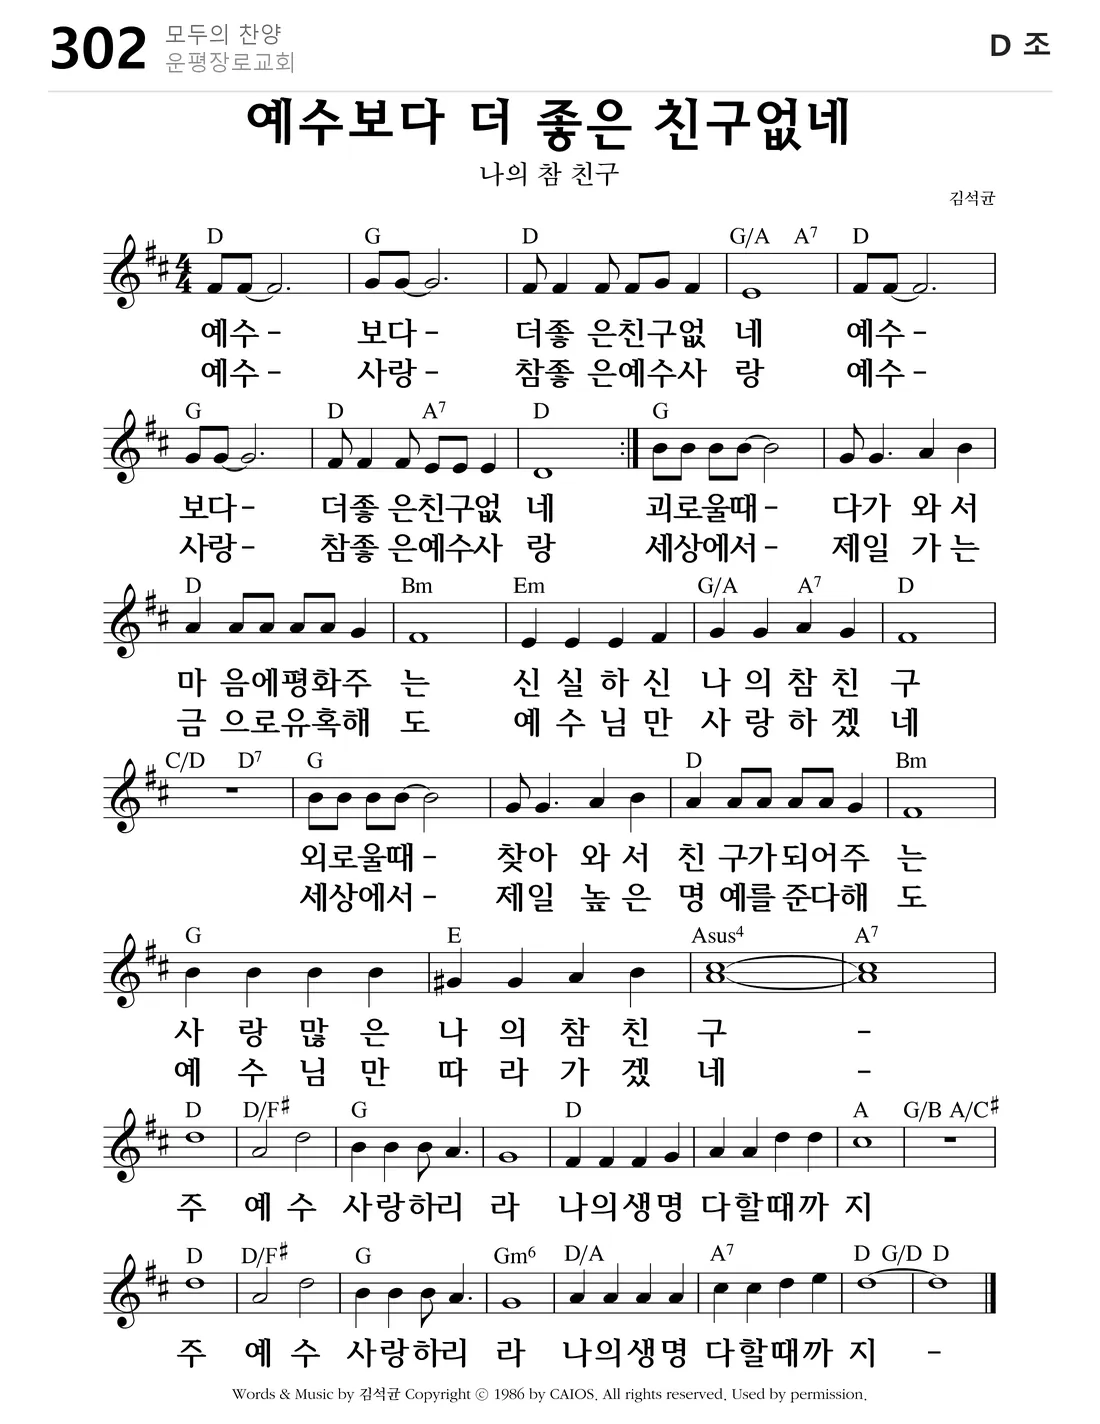 302
모두의 찬양
운평장로교회
D 조
예수보다 더 좋은 친구없네
나의 참 친구
김석균
D G D G/A A7 D
예수- 보다- 더좋 은친구없 네 예수-
예수- 사랑- 참좋 은예수사 랑 예수-
G D A7 D G
보다- 더좋 은친구없 네 괴로울때- 다가 와 서
사랑- 참좋 은예수사 랑 세상에서- 제일 가 는
D Bm Em G/A A7 D
마 음에평화주 는 신 실 하 신 나 의 참 친 구
금 으로유혹해 도 예 수 님 만 사 랑 하 겠 네
C/D D7 G D Bm
외로울때- 찾아 와 서 친 구가되어주 는
세상에서- 제일 높 은 명 예를 준다해 도
G E Asus4 A7
사 랑 많 은 나 의 참 친 구 -
예 수 님 만 따 라 가 겠 네 -
D D/F♯ G D A G/B A/C♯
주 예 수 사랑하리 라 나의생명 다할때까 지
D D/F♯ G Gm6 D/A A7 D G/D D
주 예 수 사랑하리 라 나의생명 다할때까 지 -
Words & Music by 김석균 Copyright ⓒ 1986 by CAIOS. All rights reserved. Used by permission.